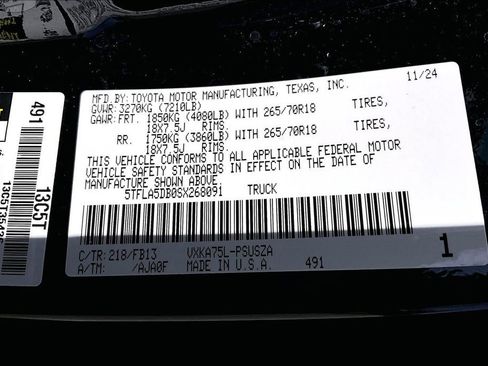 MFD.BY:TOYOTA MOTOR MANUFACTURING, TEXAS, INC. 11/24
GVWR: 3270KG (7210LB)
GAWR: FRT. 1850KG (4080LB) WITH 265/70R18 TIRES,
18X7.5J RIMS.
RR. 1750KG (3860LB) WITH 265/70R18 TIRES,
18X7.5J RIMS.
THIS VEHICLE CONFORMS TO ALL APPLICABLE FEDERAL MOTOR
VEHICLE SAFETY STANDARDS IN EFFECT ON THE DATE OF
MANUFACTURE SHOWN ABOVE.
5TFLA5DB0SX268091 TRUCK
C/TR:218/FB13 VXKA75L-PSUSZA
A/TM: /AJA0F MADE IN U.S.A. 491
1
491
13C5T